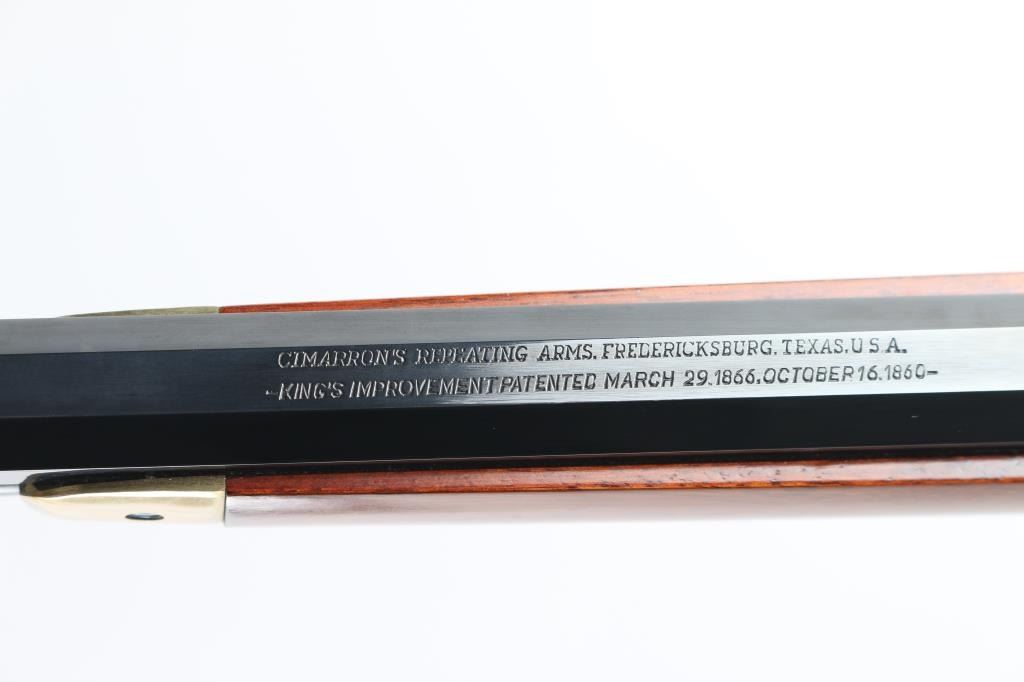 CIMARRON'S REPEATING ARMS. FREDERICKSBURG. TEXAS. U S A.
-KING'S IMPROVEMENT PATENTED MARCH 29.1866. OCTOBER 16.1860-